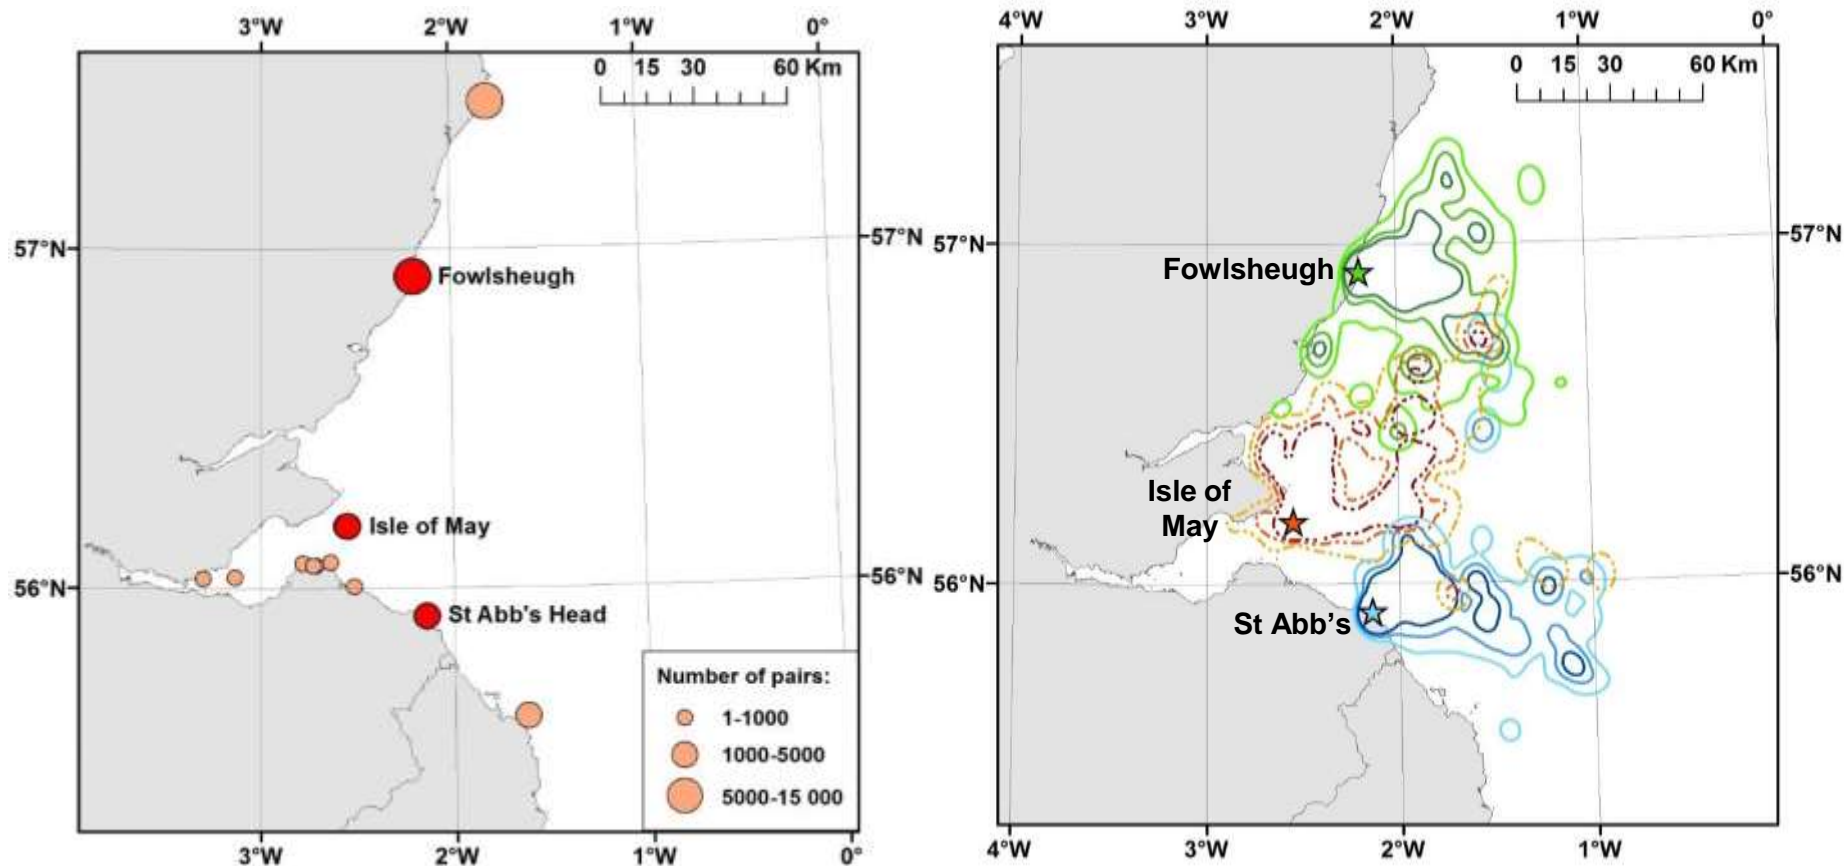 3°W 2°W 1°W 0°
0 15 30 60 Km
57°N 57°N
Fowlsheugh
Isle of May
56°N 56°N
St Abb's Head
Number of pairs:
1-1000
1000-5000
5000-15 000
3°W 2°W 1°W 0°
4°W 3°W 2°W 1°W 0°
0 15 30 60 Km
57°N 57°N
Fowlsheugh
Isle of
May
56°N 56°N
St Abb’s
4°W 3°W 2°W 1°W